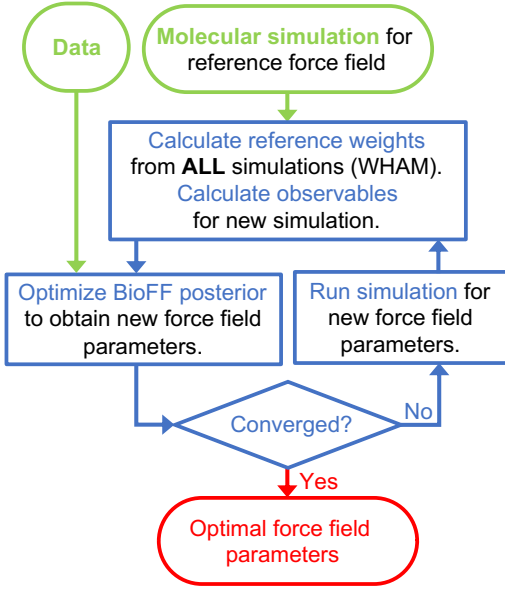 Data
Molecular simulation for
reference force field
Calculate reference weights
from ALL simulations (WHAM).
Calculate observables
for new simulation.
Optimize BioFF posterior
to obtain new force field
parameters.
Run simulation for
new force field
parameters.
Converged?
No
Yes
Optimal force field
parameters